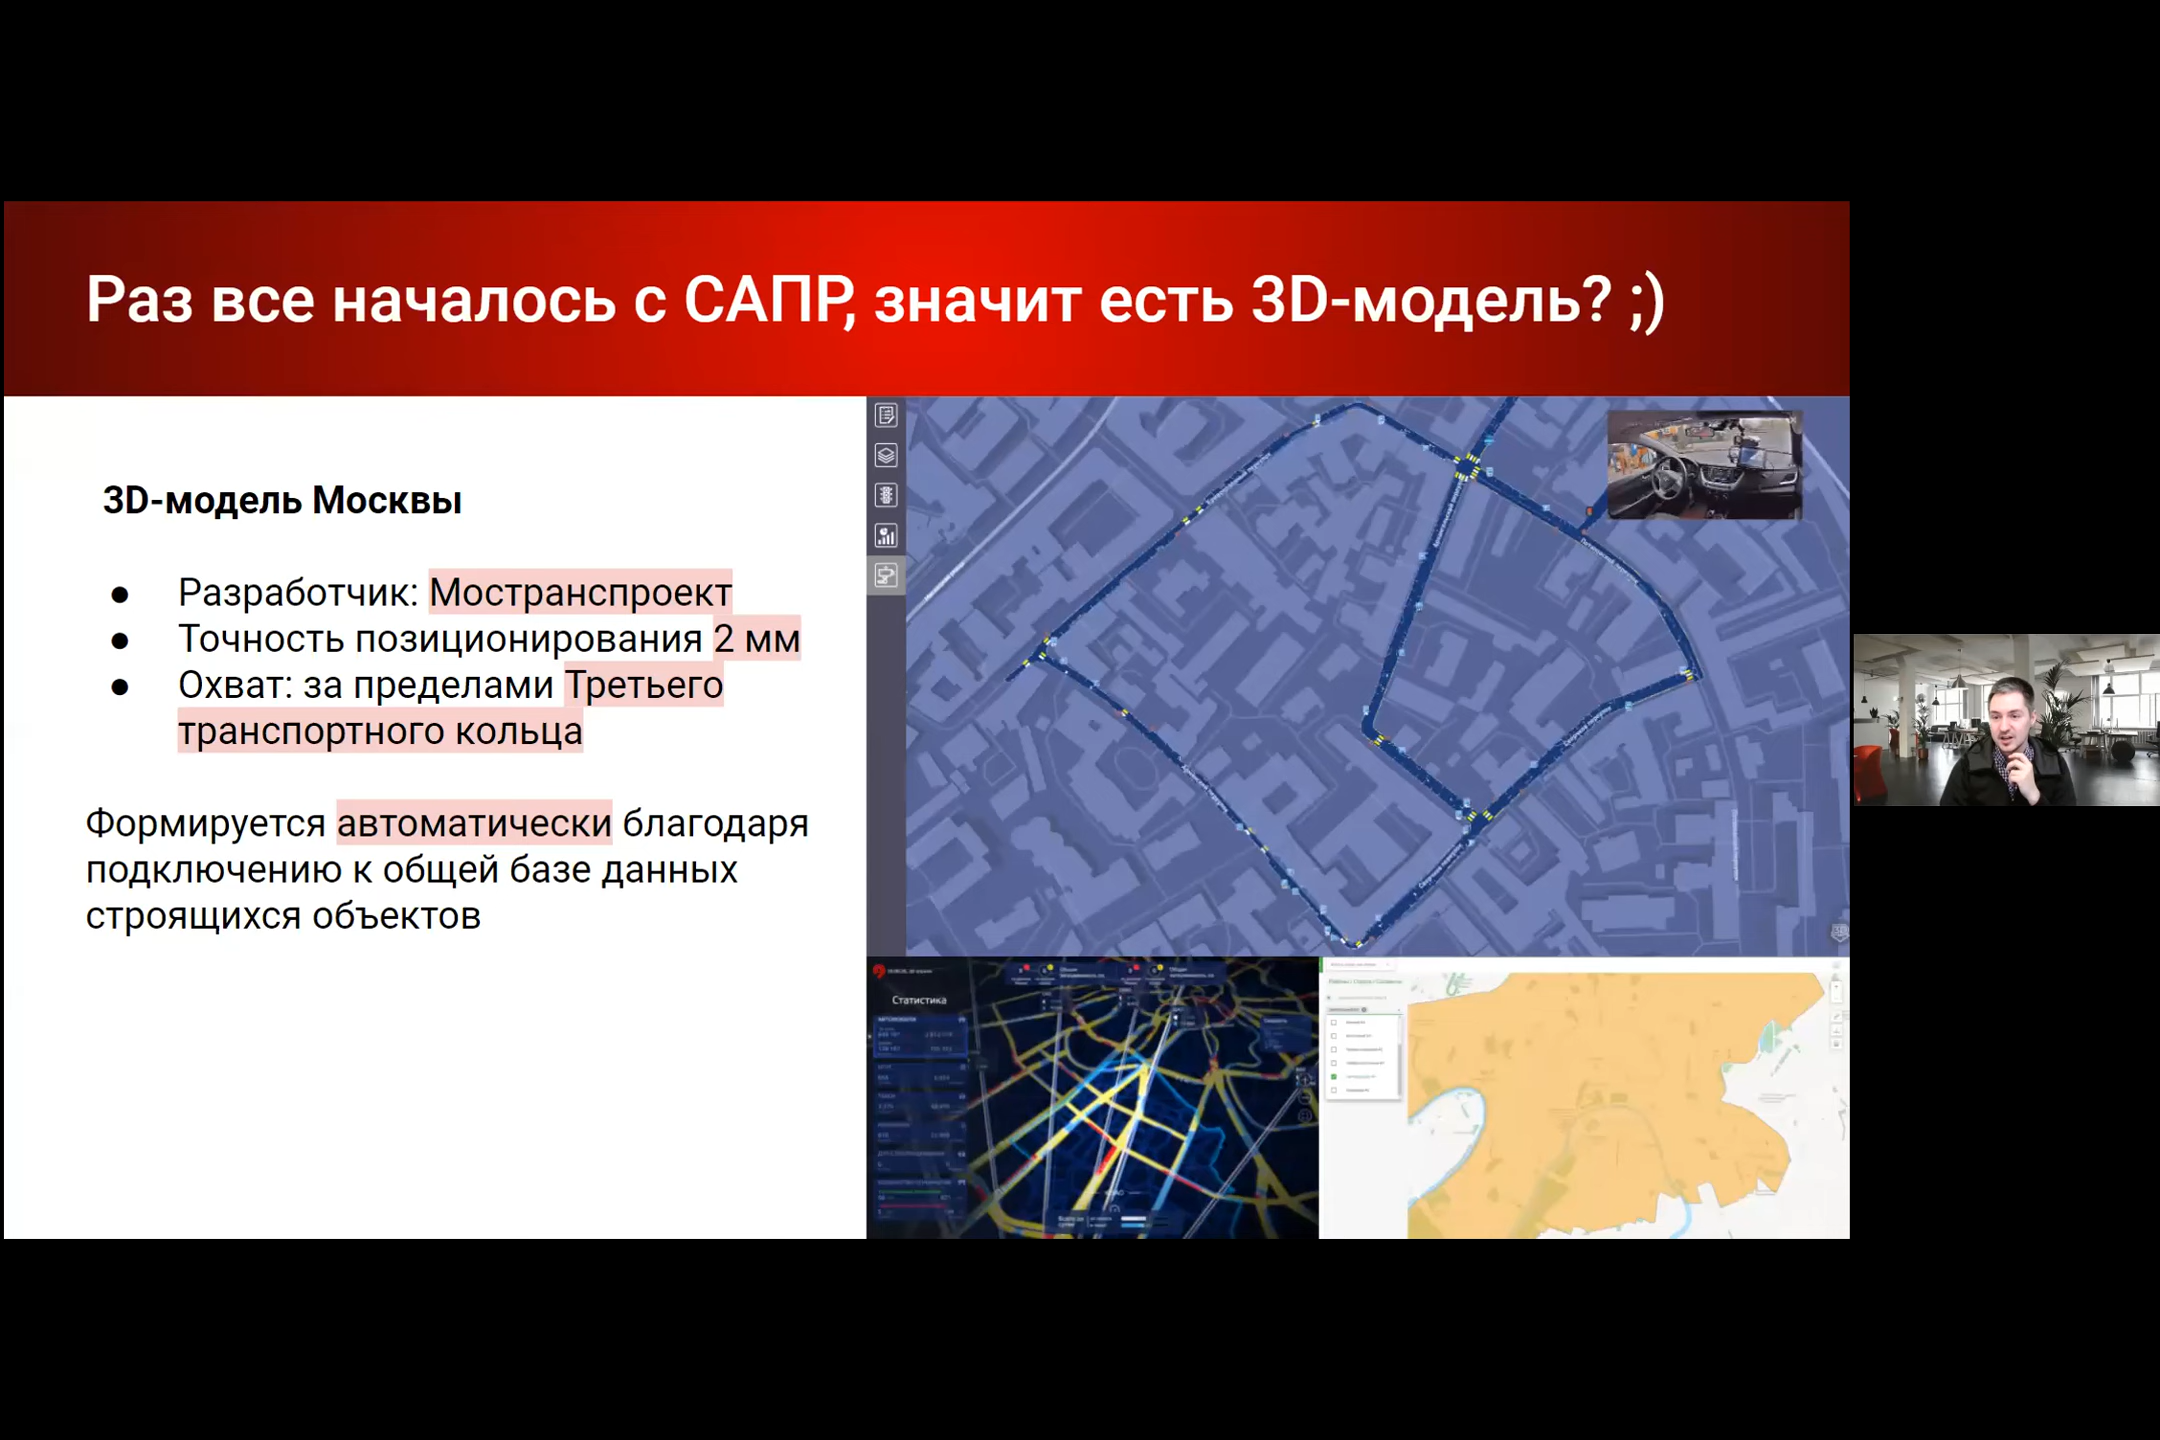 Раз все началось с САПР, значит есть 3D-модель? ;)
3D-модель Москвы
● Разработчик: Мостранспроект
● Точность позиционирования 2 мм
● Охват: за пределами Третьего
транспортного кольца
Формируется автоматически благодаря
подключению к общей базе данных
строящихся объектов
Статистика